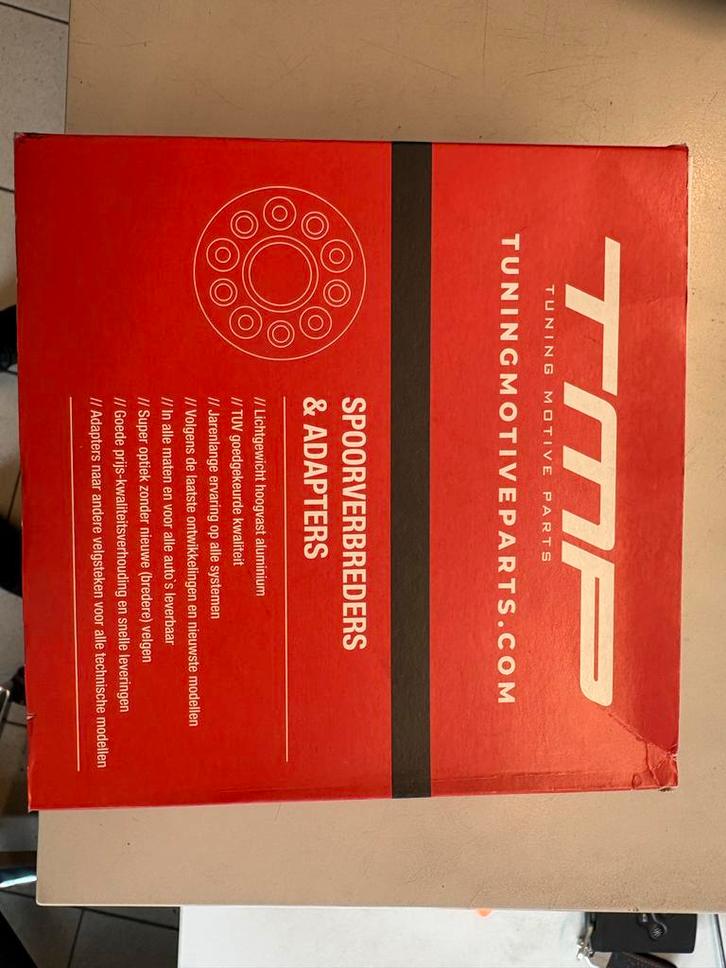 TMP
TUNING MOTIVE PARTS
TUNINGMOTIVEPARTS.COM
SPOORVERBREDERS
& ADAPTERS
// Lichtgewicht hoogvast aluminium
// TUV goedgekeurde kwaliteit
// Jarenlange ervaring op alle systemen
// Volgens de laatste ontwikkelingen en nieuwste modellen
// In alle maten en voor alle auto's leverbaar
// Super optiek zonder nieuwe (bredere) velgen
// Goede prijs-kwaliteitsverhouding en snelle leveringen
// Adapters naar andere velgsteken voor alle technische modellen